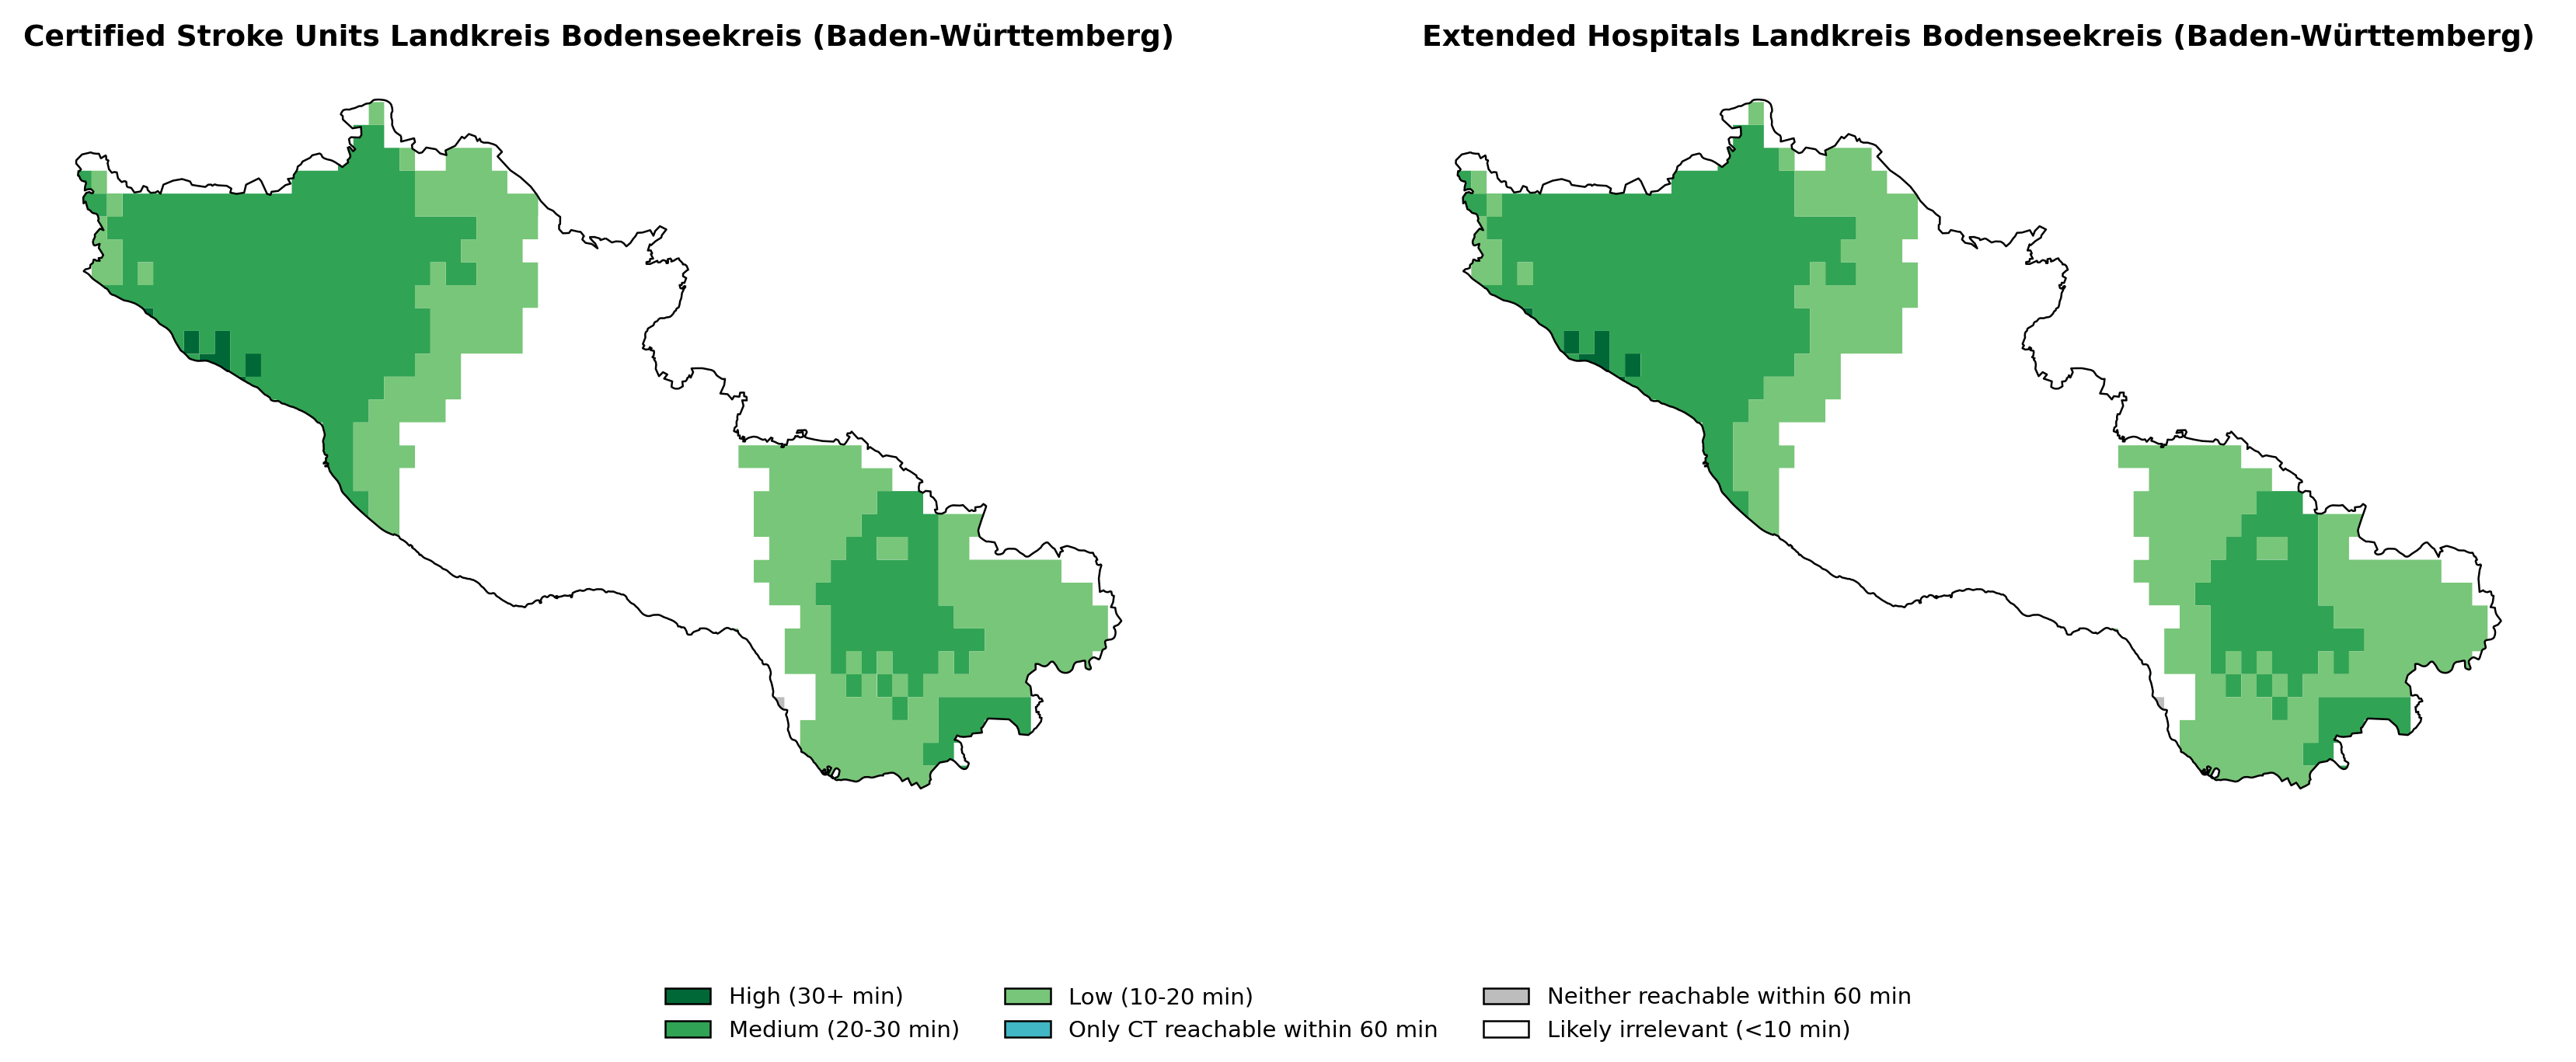 Certified Stroke Units Landkreis Bodenseekreis (Baden-Württemberg)
Extended Hospitals Landkreis Bodenseekreis (Baden-Württemberg)
High (30+ min)
Medium (20-30 min)
Low (10-20 min)
Only CT reachable within 60 min
Neither reachable within 60 min
Likely irrelevant (<10 min)